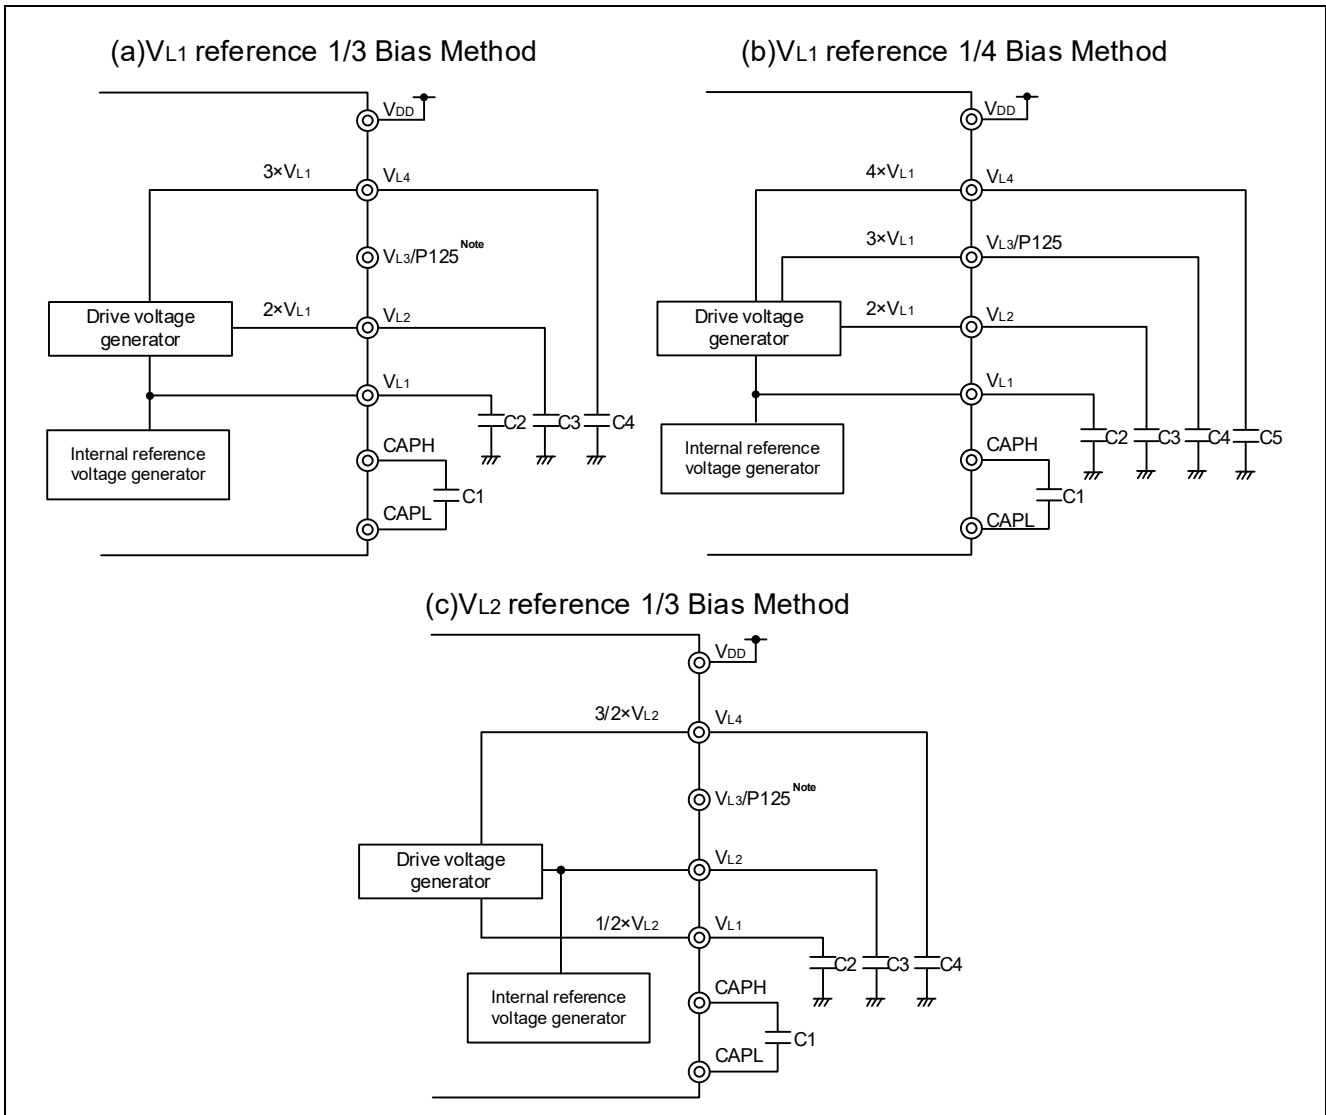 (a)VL1 reference 1/3 Bias Method
VDD
3×VL1
VL4
VL3/P125 Note
2×VL1
VL2
Drive voltage
generator
VL1
C2
C3
C4
Internal reference
voltage generator
CAPH
C1
CAPL
(b)VL1 reference 1/4 Bias Method
VDD
4×VL1
VL4
3×VL1
VL3/P125
2×VL1
VL2
Drive voltage
generator
VL1
C2
C3
C4
C5
Internal reference
voltage generator
CAPH
C1
CAPL
(c)VL2 reference 1/3 Bias Method
VDD
3/2×VL2
VL4
VL3/P125 Note
Drive voltage
generator
VL2
1/2×VL2
VL1
C2
C3
C4
Internal reference
voltage generator
CAPH
C1
CAPL